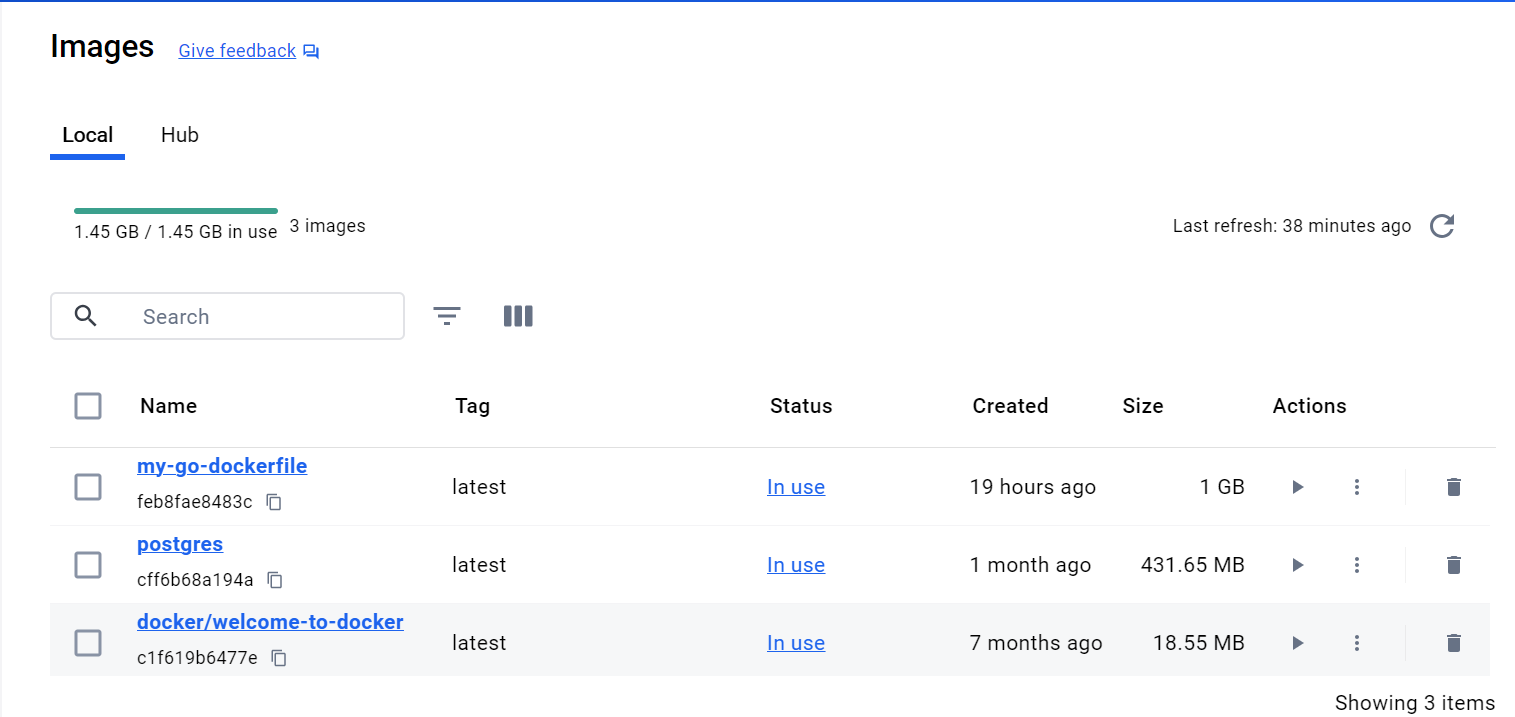 Images Give feedback
Local Hub
1.45 GB / 1.45 GB in use 3 images Last refresh: 38 minutes ago
Search
Name Tag Status Created Size Actions
my-go-dockerfile
feb8fae8483c
latest In use 19 hours ago 1 GB
postgres
cff6b68a194a
latest In use 1 month ago 431.65 MB
docker/welcome-to-docker
c1f619b6477e
latest In use 7 months ago 18.55 MB
Showing 3 items